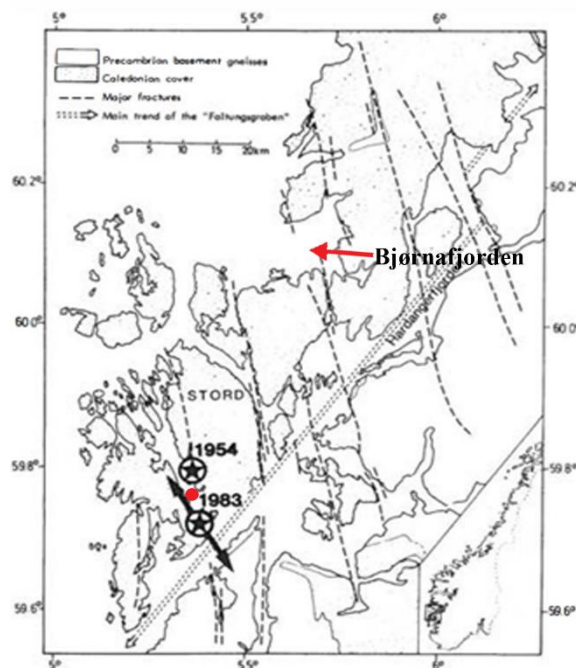 5° 5.5° 6°
Precambrian basement gneisses
Caledonian cover
Major fractures
Main trend of the "Faltungsgraben"
0 5 10 15 20km
60.2° 60.2°
Bjørnafjorden
Hardangerfjorden
60.0° 60.0°
STORD
1954
59.8° 59.8°
1983
59.6° 59.6°
5° 5.5° 6°